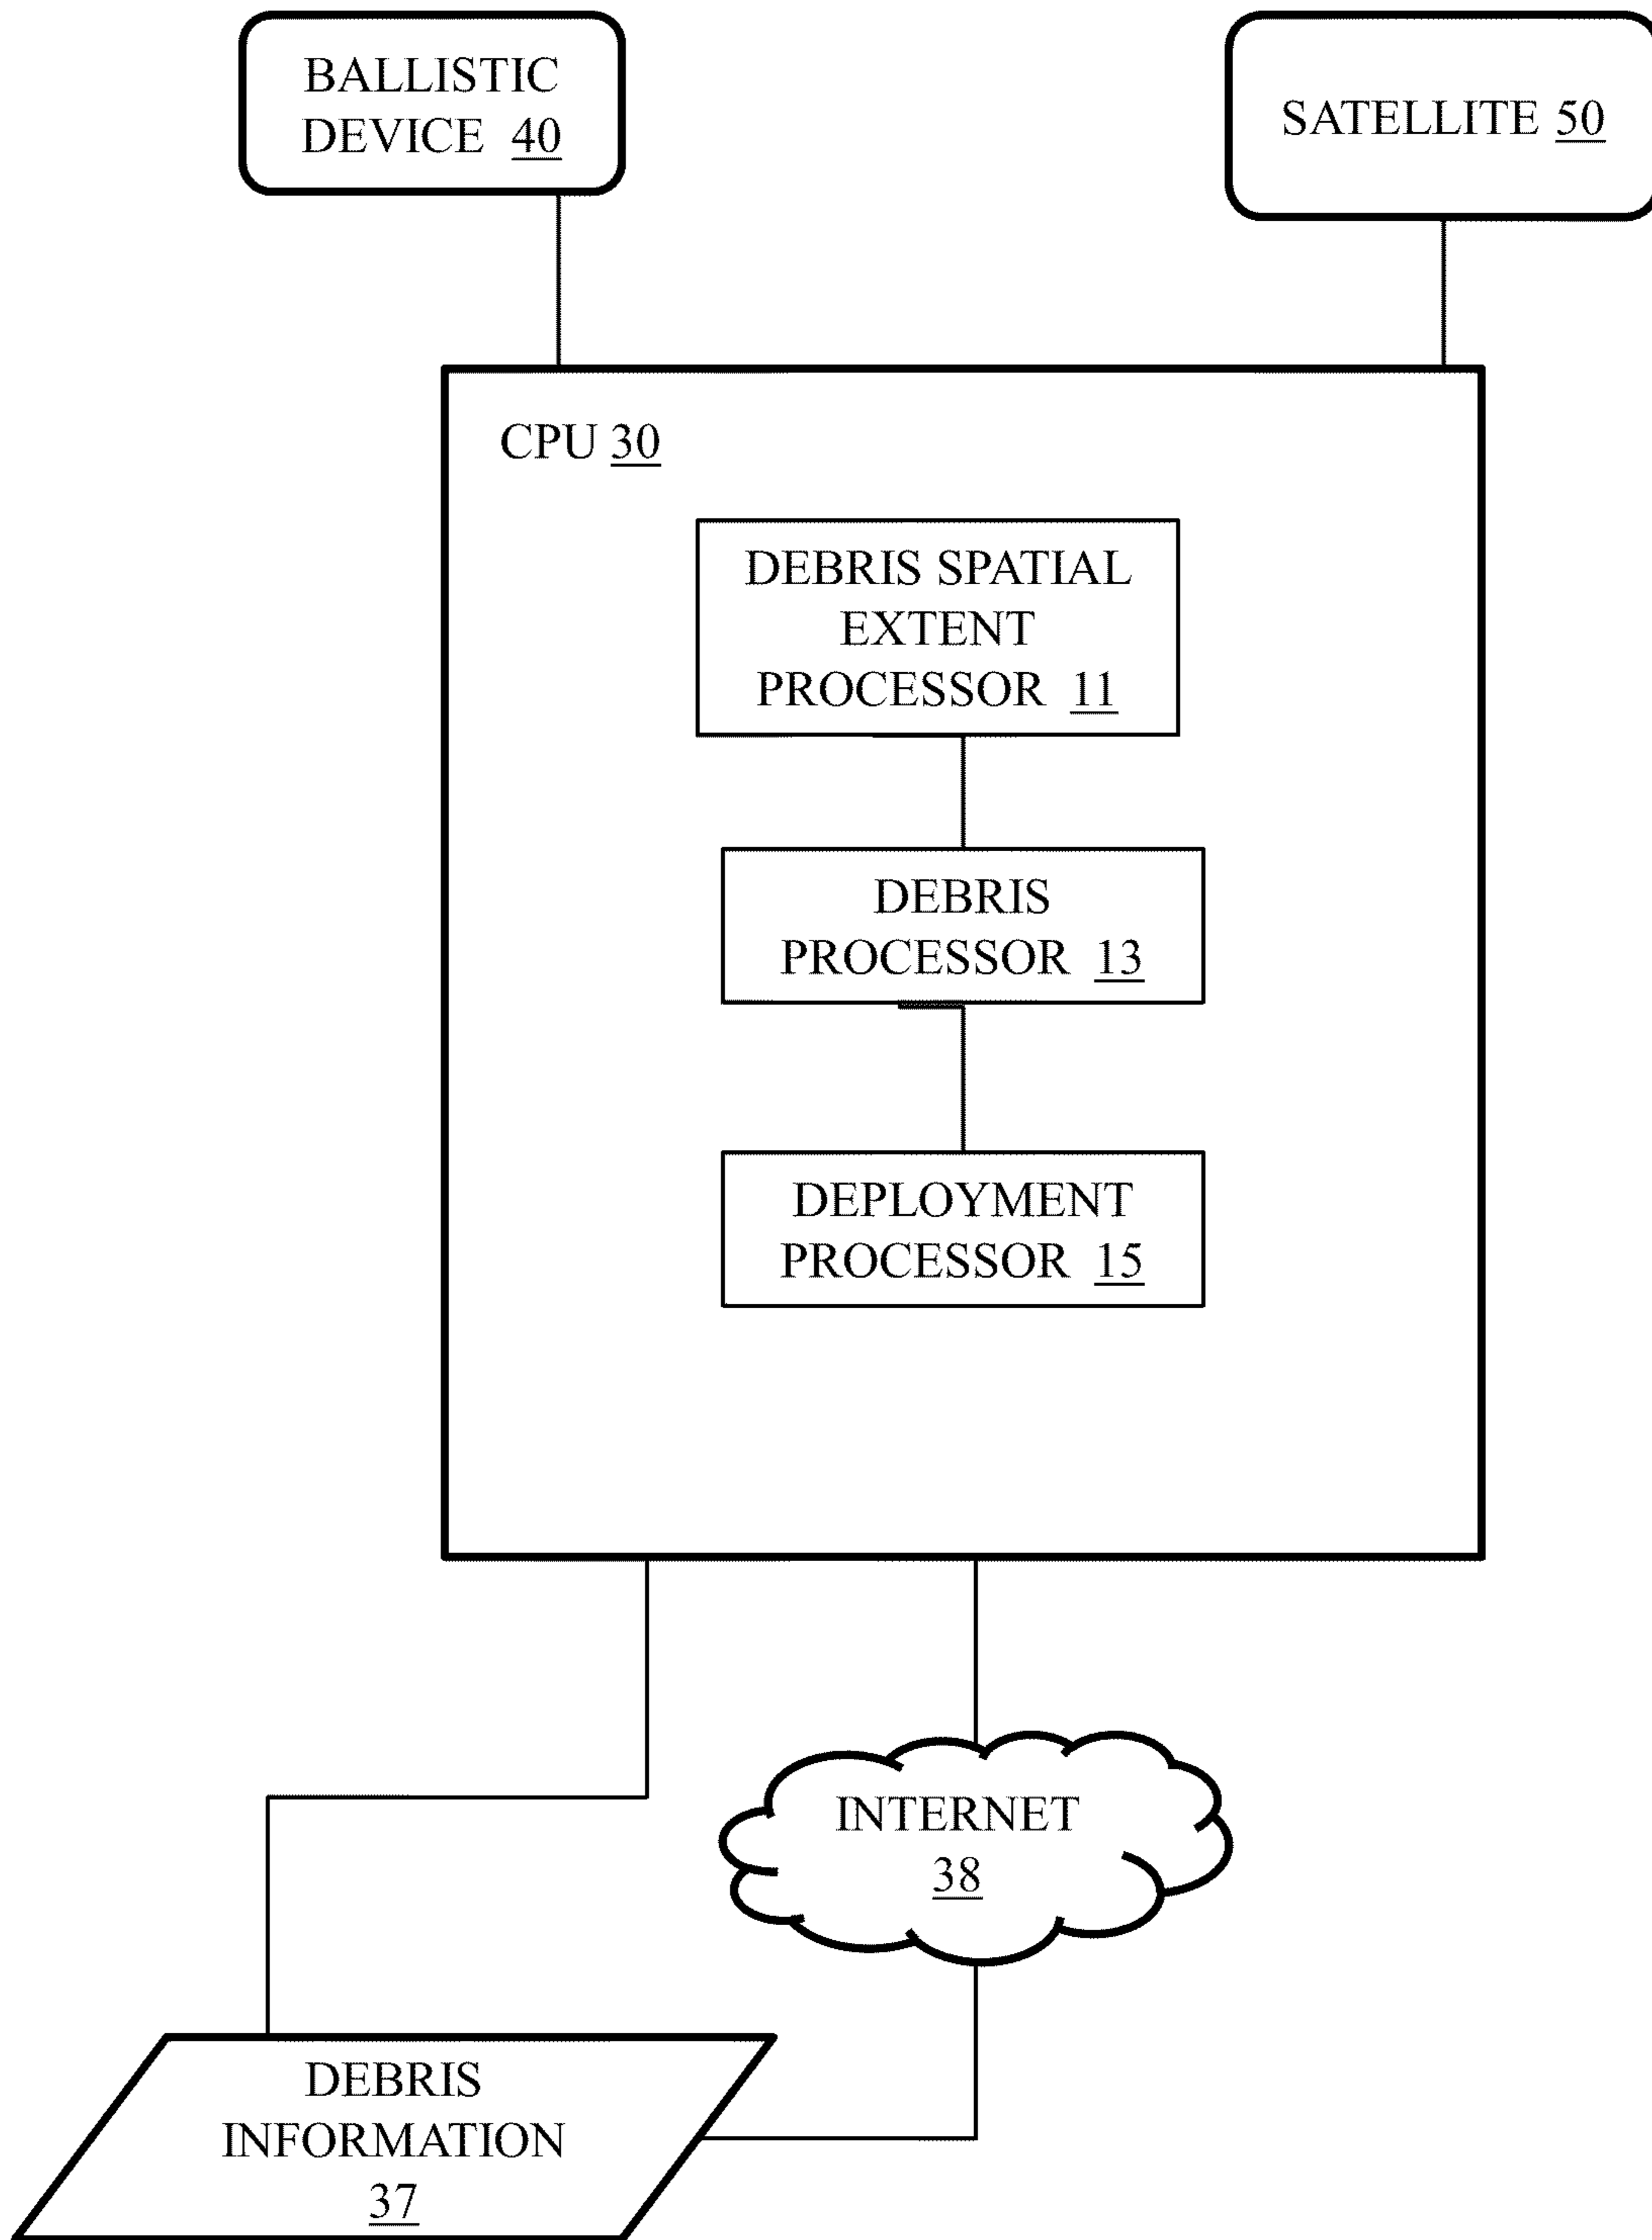 BALLISTIC
DEVICE 40
SATELLITE 50
CPU 30
DEBRIS SPATIAL
EXTENT
PROCESSOR 11
DEBRIS
PROCESSOR 13
DEPLOYMENT
PROCESSOR 15
INTERNET
38
DEBRIS
INFORMATION
37